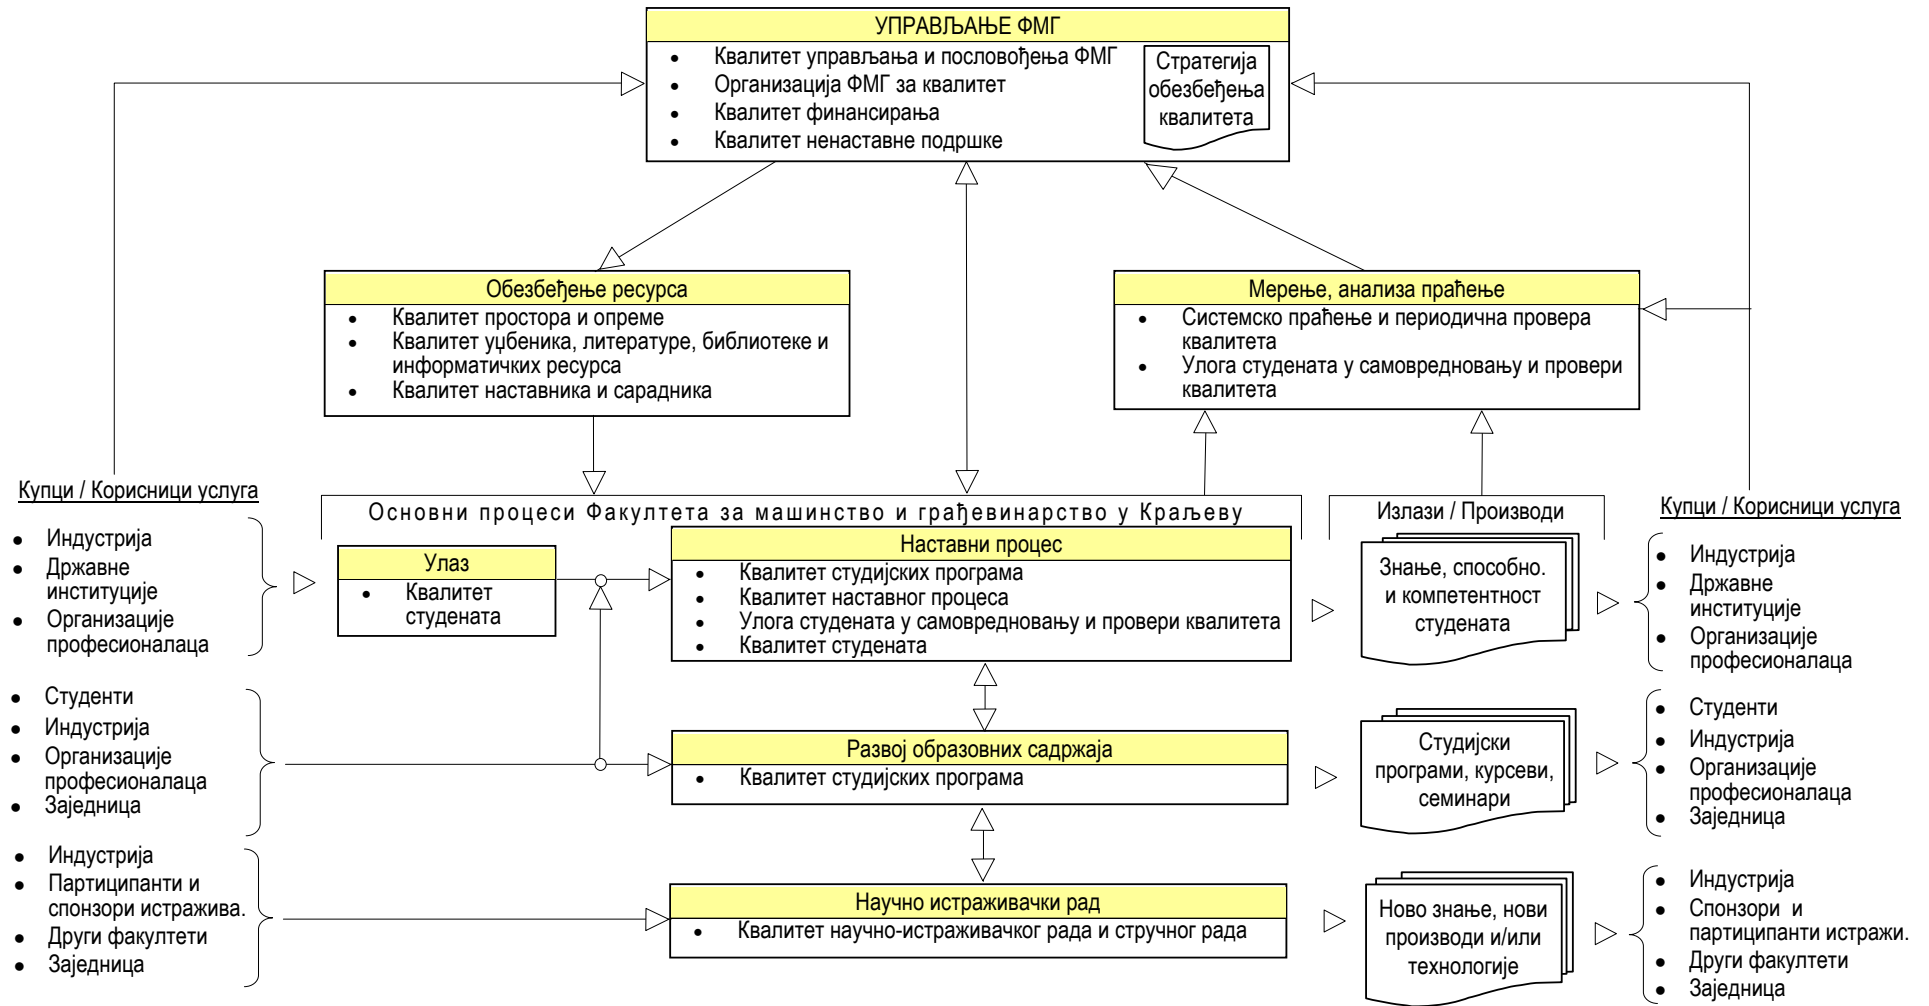 УПРАВЉАЊЕ ФМГ
• Квалитет управљања и пословођења ФМГ
• Организација ФМГ за квалитет
• Квалитет финансирања
• Квалитет ненаставне подршке
Стратегија
обезбеђења
квалитета
Обезбеђење ресурса
• Квалитет простора и опреме
• Квалитет уџбеника, литературе, библиотеке и
информатичких ресурса
• Квалитет наставника и сарадника
Мерење, анализа праћење
• Системско праћење и периодична провера
квалитета
• Улога студената у самовредновању и провери
квалитета
Купци / Корисници услуга
• Индустрија
• Државне
институције
• Организације
професионалаца
• Студенти
• Индустрија
• Организације
професионалаца
• Заједница
• Индустрија
• Партиципанти и
спонзори истражива.
• Други факултети
• Заједница
Основни процеси Факултета за машинство и грађевинарство у Краљеву
Улаз
• Квалитет
студената
Наставни процес
• Квалитет студијских програма
• Квалитет наставног процеса
• Улога студената у самовредновању и провери квалитета
• Квалитет студената
Развој образовних садржаја
• Квалитет студијских програма
Научно истраживачки рад
• Квалитет научно-истраживачког рада и стручног рада
Излази / Производи
Знање, способно.
и компетентност
студената
Студијски
програми, курсеви,
семинари
Ново знање, нови
производи и/или
технологије
Купци / Корисници услуга
• Индустрија
• Државне
институције
• Организације
професионалаца
• Студенти
• Индустрија
• Организације
професионалаца
• Заједница
• Индустрија
• Спонзори и
партиципанти истражи.
• Други факултети
• Заједница